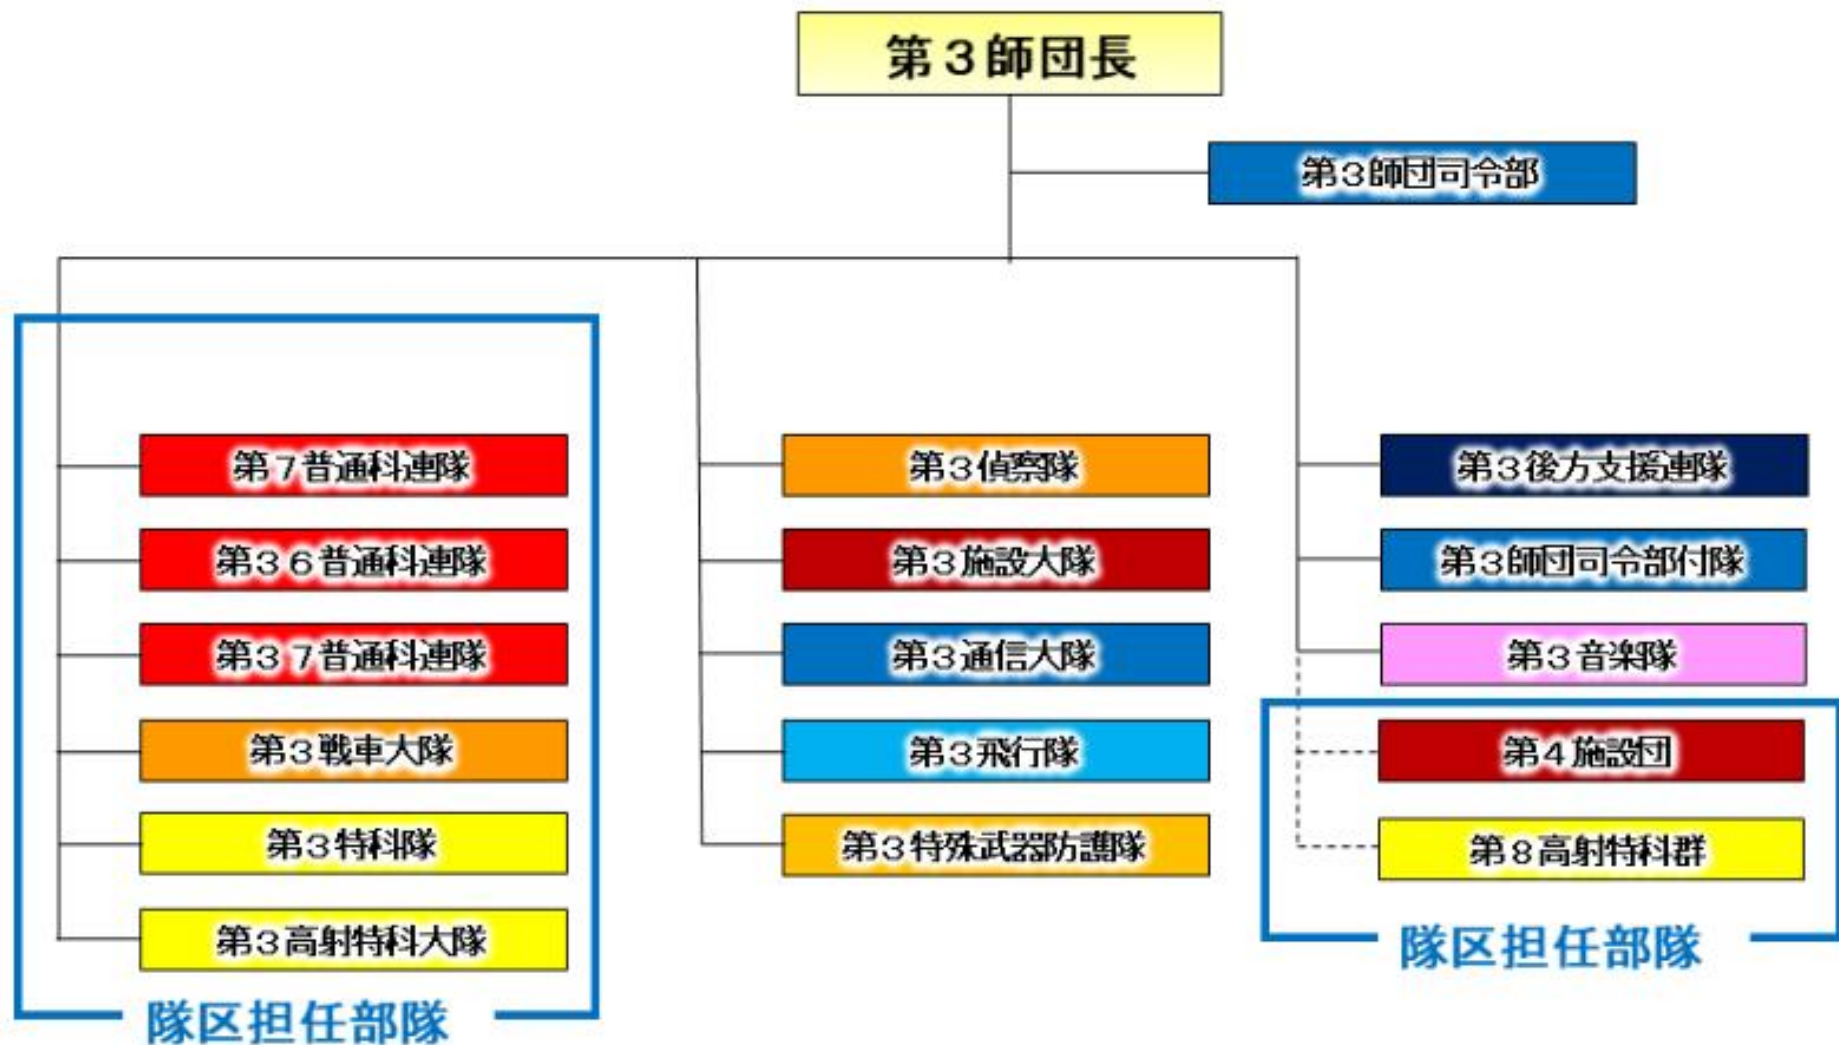 第３師団長
第３師団司令部
第７普通科連隊
第３６普通科連隊
第３７普通科連隊
第３戦車大隊
第３特科隊
第３高射特科大隊
隊区担任部隊
第３偵察隊
第３施設大隊
第３通信大隊
第３飛行隊
第３特殊武器防護隊
第３後方支援連隊
第３師団司令部付隊
第３音楽隊
第４施設団
第８高射特科群
隊区担任部隊